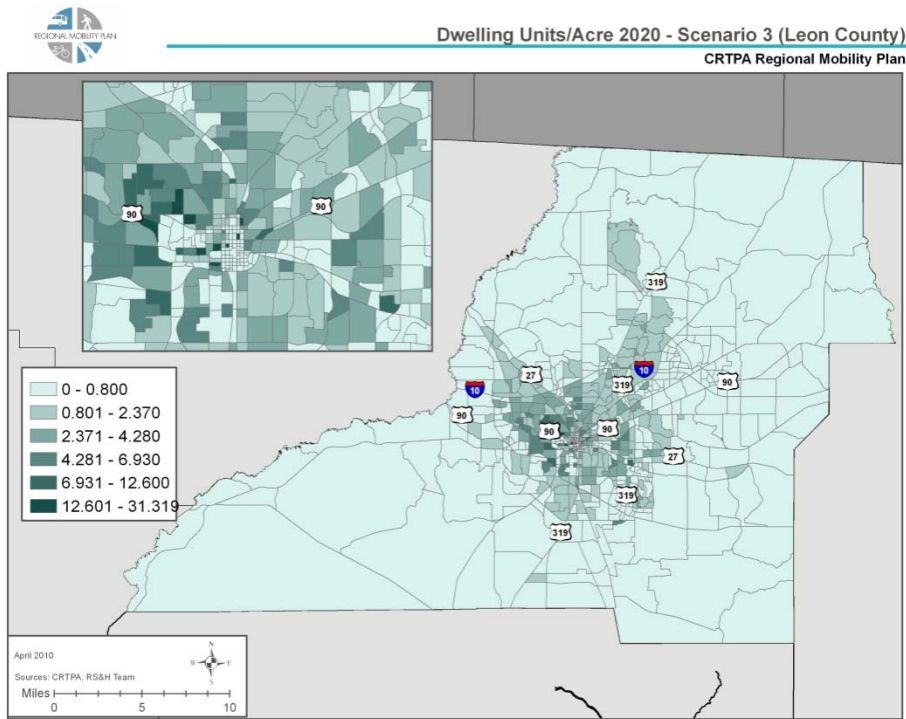 REGIONAL MOBILITY PLAN
Dwelling Units/Acre 2020 - Scenario 3 (Leon County)
CRTPA Regional Mobility Plan
90
90
319
27
10
319
10
90
90
90
90
27
319
319
0 - 0.800
0.801 - 2.370
2.371 - 4.280
4.281 - 6.930
6.931 - 12.600
12.601 - 31.319
April 2010
N
W E
S
Sources: CRTPA, RS&H Team
Miles
0 5 10